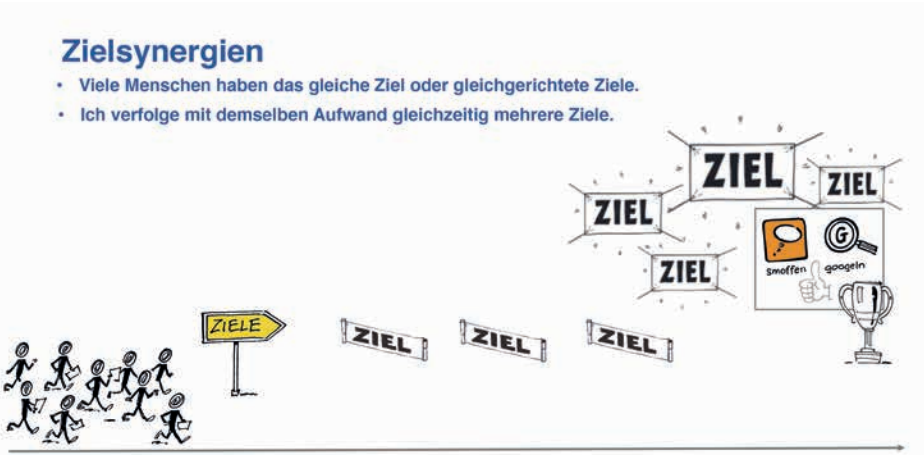 Zielsynergien
• Viele Menschen haben das gleiche Ziel oder gleichgerichtete Ziele.
• Ich verfolge mit demselben Aufwand gleichzeitig mehrere Ziele.
ZIEL
ZIEL
ZIEL
ZIEL
G
smoffen googeln
ZIELE
ZIEL
ZIEL
ZIEL